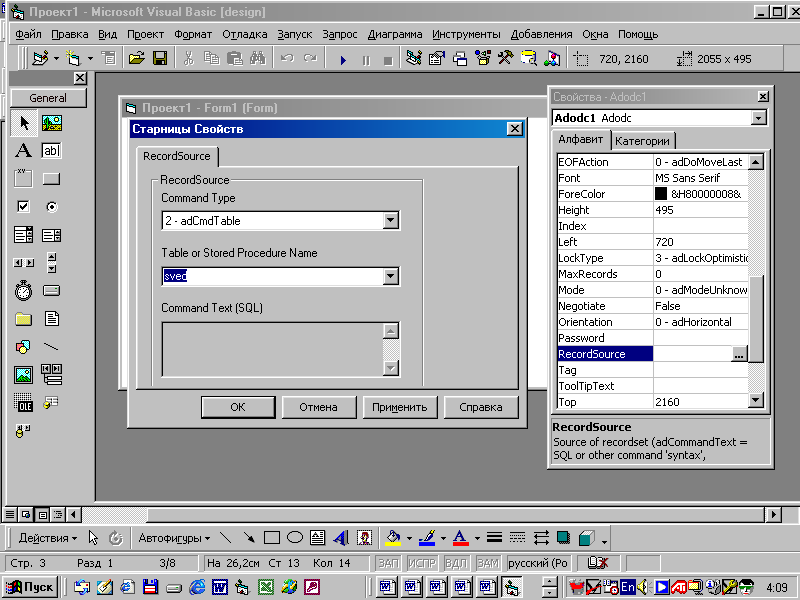 Проект1 - Microsoft Visual Basic [design]
Файл Правка Вид Проект Формат Отладка Запуск Запрос Диаграмма Инструменты Добавления Окна Помощь
720, 2160 2055 x 495
General
A ab|
xy
OLE
Проект1 - Form1 (Form)
Старницы Свойств
RecordSource
RecordSource
Command Type
2 - adCmdTable
Table or Stored Procedure Name
sved
Command Text (SQL)
ОК Отмена Применить Справка
Свойства - Adodc1
Adodc1 Adodc
Алфавит Категории
EOFAction 0 - adDoMoveLast
Font MS Sans Serif
ForeColor &H80000008&
Height 495
Index
Left 720
LockType 3 - adLockOptimistic
MaxRecords 0
Mode 0 - adModeUnknow
Negotiate False
Orientation 0 - adHorizontal
Password
RecordSource ...
Tag
ToolTipText
Top 2160
RecordSource
Source of recordset (adCommandText =
SQL or other command 'syntax',
Действия Автофигуры
Стр. 3 Разд 1 3/8 На 26,2см Ст 13 Кол 14 ЗАП ИСПР ВДЛ ЗАМ русский (Ро
Пуск En 4:09